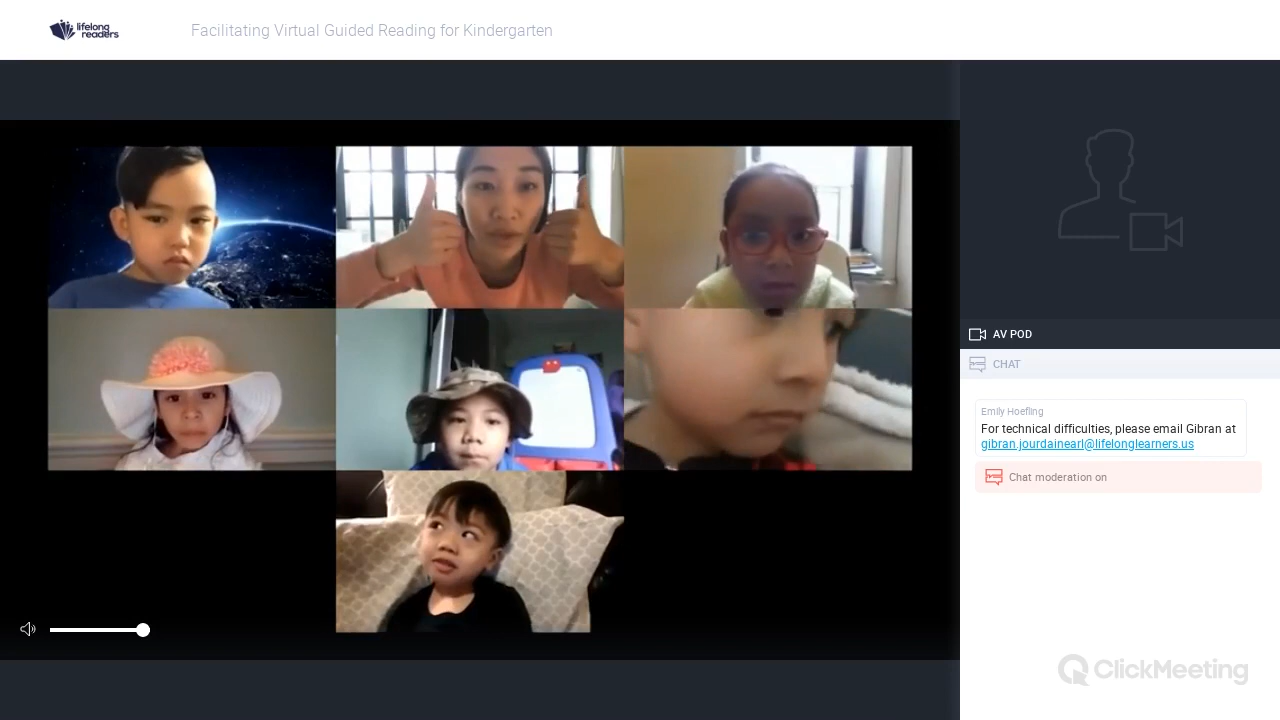 lifelong
readers
Facilitating Virtual Guided Reading for Kindergarten
AV POD
CHAT
Emily Hoefling
For technical difficulties, please email Gibran at
gibran.jourdainearl@lifelonglearners.us
Chat moderation on
ClickMeeting